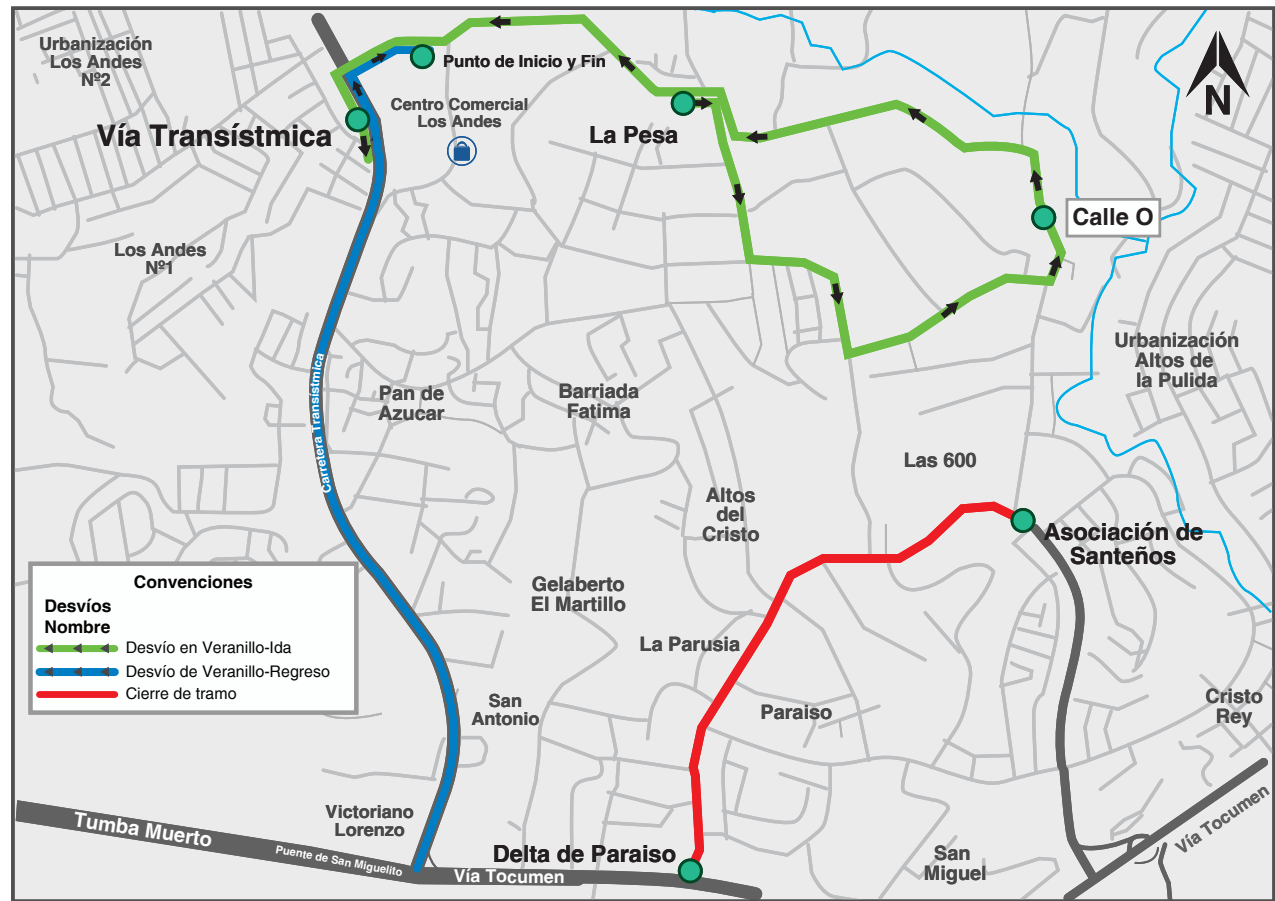 Urbanización
Los Andes
Nº2
Punto de Inicio y Fin
N
Centro Comercial
Los Andes
Vía Transístmica
La Pesa
Calle O
Los Andes
Nº1
Urbanización
Altos de
la Pulida
Carretera Transístmica
Pan de
Azucar
Barriada
Fatima
Las 600
Altos
del
Cristo
Asociación de
Santeños
Convenciones
Desvíos
Nombre
Desvío en Veranillo-Ida
Desvío de Veranillo-Regreso
Cierre de tramo
Gelaberto
El Martillo
La Parusia
San
Antonio
Paraiso
Cristo
Rey
Victoriano
Lorenzo
Tumba Muerto
Puente de San Miguelito
Vía Tocumen
Delta de Paraiso
San
Miguel
Vía Tocumen